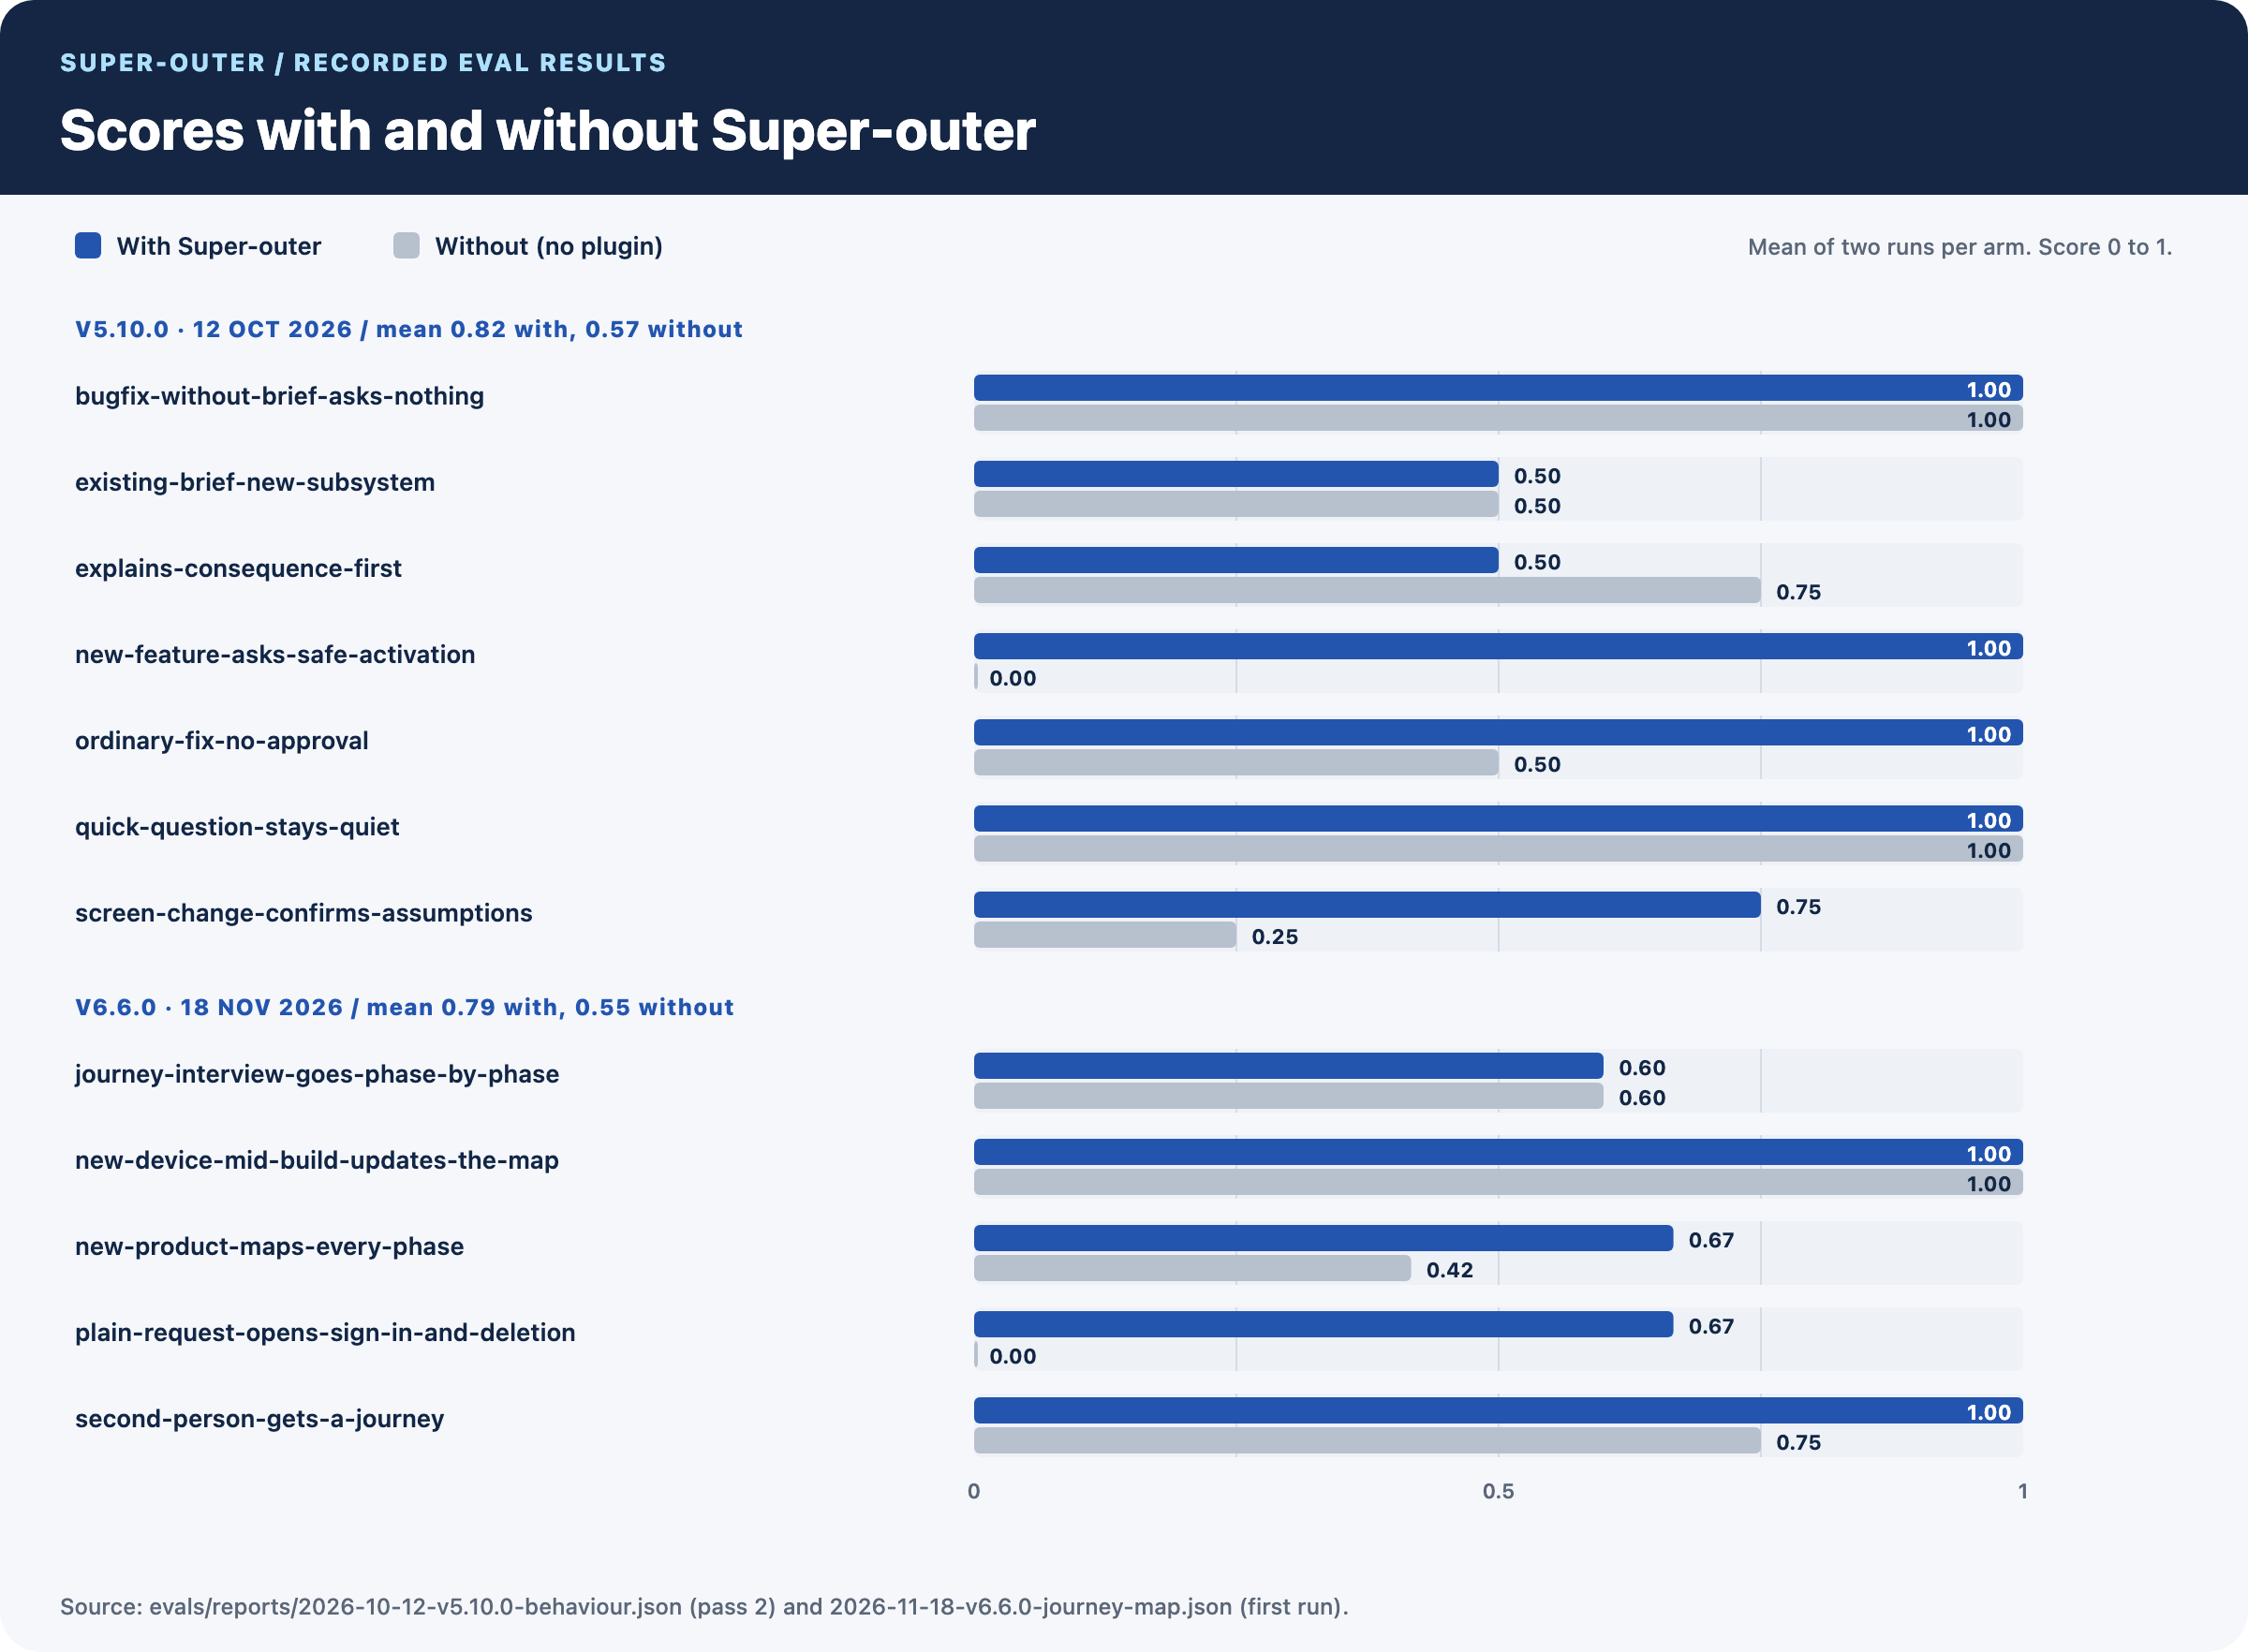 SUPER-OUTER / RECORDED EVAL RESULTS
Scores with and without Super-outer
With Super-outer
Without (no plugin)
Mean of two runs per arm. Score 0 to 1.
V5.10.0 · 12 OCT 2026 / mean 0.82 with, 0.57 without
bugfix-without-brief-asks-nothing
1.00
1.00
existing-brief-new-subsystem
0.50
0.50
explains-consequence-first
0.50
0.75
new-feature-asks-safe-activation
1.00
0.00
ordinary-fix-no-approval
1.00
0.50
quick-question-stays-quiet
1.00
1.00
screen-change-confirms-assumptions
0.75
0.25
V6.6.0 · 18 NOV 2026 / mean 0.79 with, 0.55 without
journey-interview-goes-phase-by-phase
0.60
0.60
new-device-mid-build-updates-the-map
1.00
1.00
new-product-maps-every-phase
0.67
0.42
plain-request-opens-sign-in-and-deletion
0.67
0.00
second-person-gets-a-journey
1.00
0.75
0
0.5
1
Source: evals/reports/2026-10-12-v5.10.0-behaviour.json (pass 2) and 2026-11-18-v6.6.0-journey-map.json (first run).